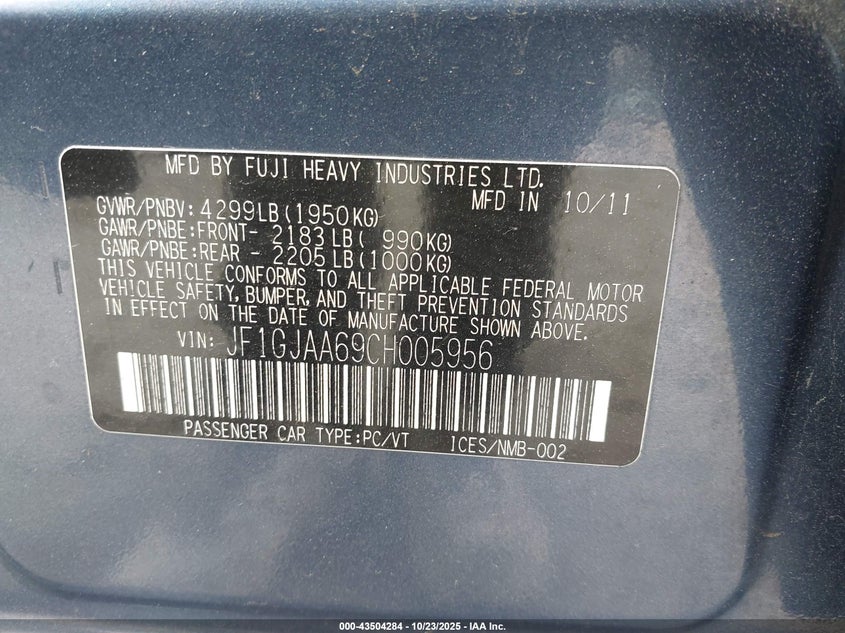 MFD BY FUJI HEAVY INDUSTRIES LTD.
MFD IN 10/11
GVWR/PNBV: 4299LB(1950KG)
GAWR/PNBE:FRONT- 2183LB( 990KG)
GAWR/PNBE:REAR - 2205LB(1000KG)
THIS VEHICLE CONFORMS TO ALL APPLICABLE FEDERAL MOTOR
VEHICLE SAFETY, BUMPER, AND THEFT PREVENTION STANDARDS
IN EFFECT ON THE DATE OF MANUFACTURE SHOWN ABOVE.
VIN: JF1GJAA69CH005956
PASSENGER CAR TYPE:PC/VT ICES/NMB-002
000-43504284 - 10/23/2025 - IAA Inc.